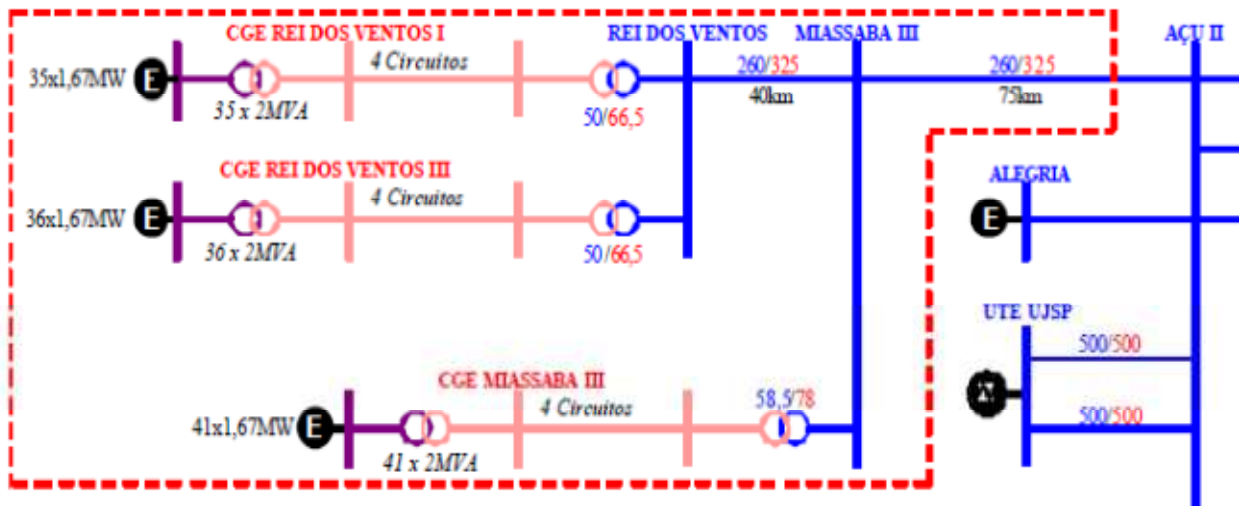 CGE REI DOS VENTOS I
REI DOS VENTOS
MIASSABA III
AÇU II
35x1,67MW
E
4 Circuitos
260/325
260/325
35 x 2MVA
50/66,5
40km
75km
CGE REI DOS VENTOS III
ALEGRIA
36x1,67MW
E
4 Circuitos
E
36 x 2MVA
50/66,5
UTE UJSP
500/500
CGE MIASSABA III
58,5/78
4 Circuitos
500/500
41x1,67MW
E
41 x 2MVA